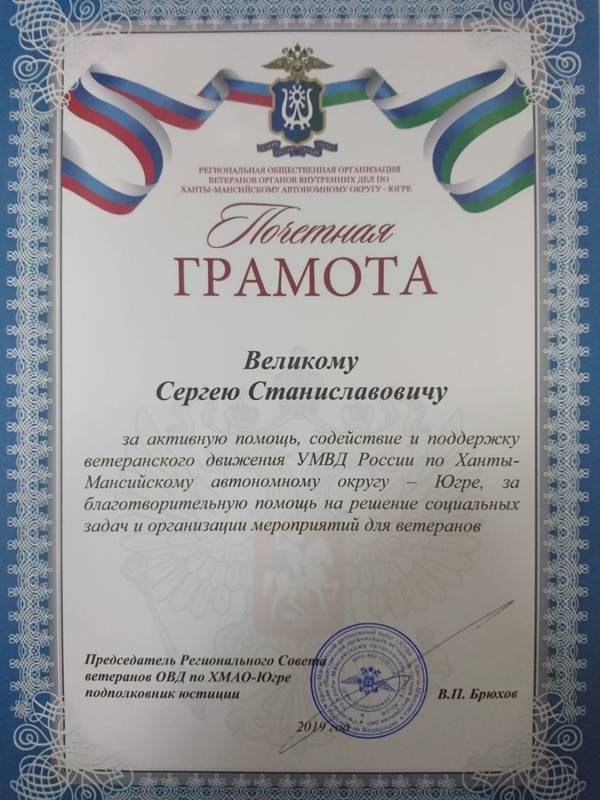 РЕГИОНАЛЬНАЯ ОБЩЕСТВЕННАЯ ОРГАНИЗАЦИЯ
ВЕТЕРАНОВ ОРГАНОВ ВНУТРЕННИХ ДЕЛ ПО
ХАНТЫ-МАНСИЙСКОМУ АВТОНОМНОМУ ОКРУГУ - ЮГРЕ
Почетная
ГРАМОТА
Великому
Сергею Станиславовичу
за активную помощь, содействие и поддержку
ветеранского движения УМВД России по Ханты-
Мансийскому автономному округу – Югре, за
благотворительную помощь на решение социальных
задач и организации мероприятий для ветеранов
Председатель Регионального Совета
ветеранов ОВД по ХМАО-Югре
подполковник юстиции
В.П. Брюхов
2019 год